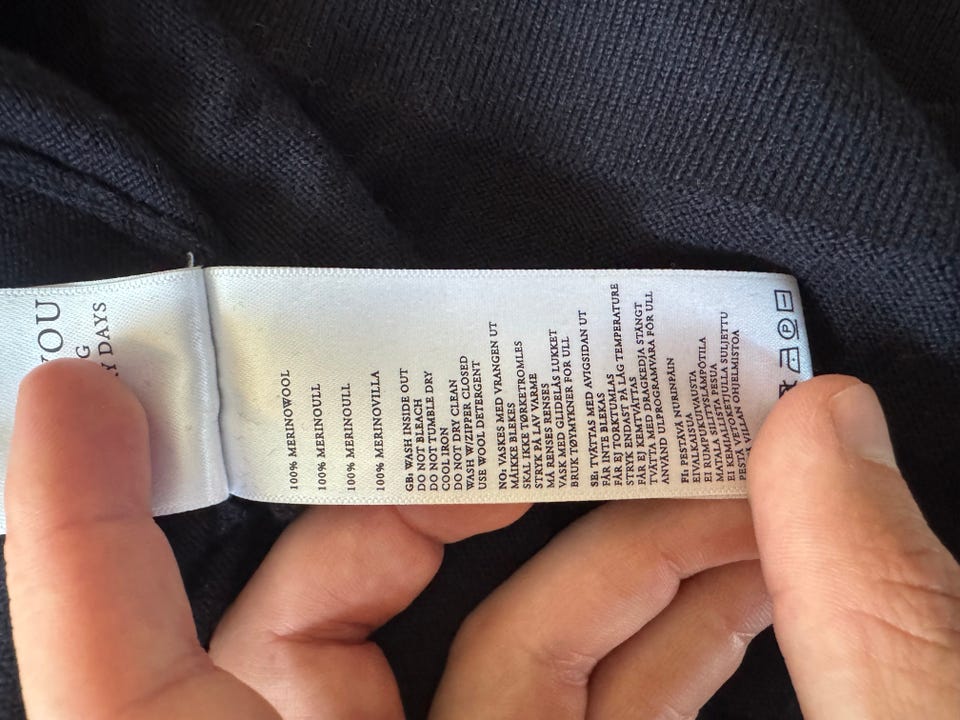 YOU
DAYS
100% MERINOWOOL
100% MERINOULL
100% MERINOULL
100% MERINOVILLA
GB: WASH INSIDE OUT
DO NOT BLEACH
DO NOT TUMBLE DRY
COOL IRON
DO NOT DRY CLEAN
WASH W/ZIPPER CLOSED
USE WOOL DETERGENT
NO: VASKES MED VRANGEN UT
MÅ IKKE BLEKES
SKAL IKKE TØRKETROMLES
STRYK PÅ LAV VARME
MÅ RENSES RENSES
VASK MED GLIDELÅS LUKKET
BRUK TØYMYKNER FOR ULL
SE: TVÄTTAS MED AVIGSIDAN UT
FÅR INTE BLEKAS
FÅR EJ TORKTUMLAS
STRYK ENDAST PÅ LÅG TEMPERATURE
FÅR EJ KEMTVÄTTAS
TVÄTTA MED DRAGKEDJA STÄNGT
ANVÄND ULPROGRAMVARA FÖR ULL
FI: PESTÄVÄ NURINPÄIN
EIVALKAISUA
EI RUMPUKUIVAUSTA
MATALA SILITYSLÄMPÖTILA
EI KEMIALLISTA PESUA
PESU VETOKETJULLA SULJETTU
PESTÄ VILLAN OHJELMISTOA